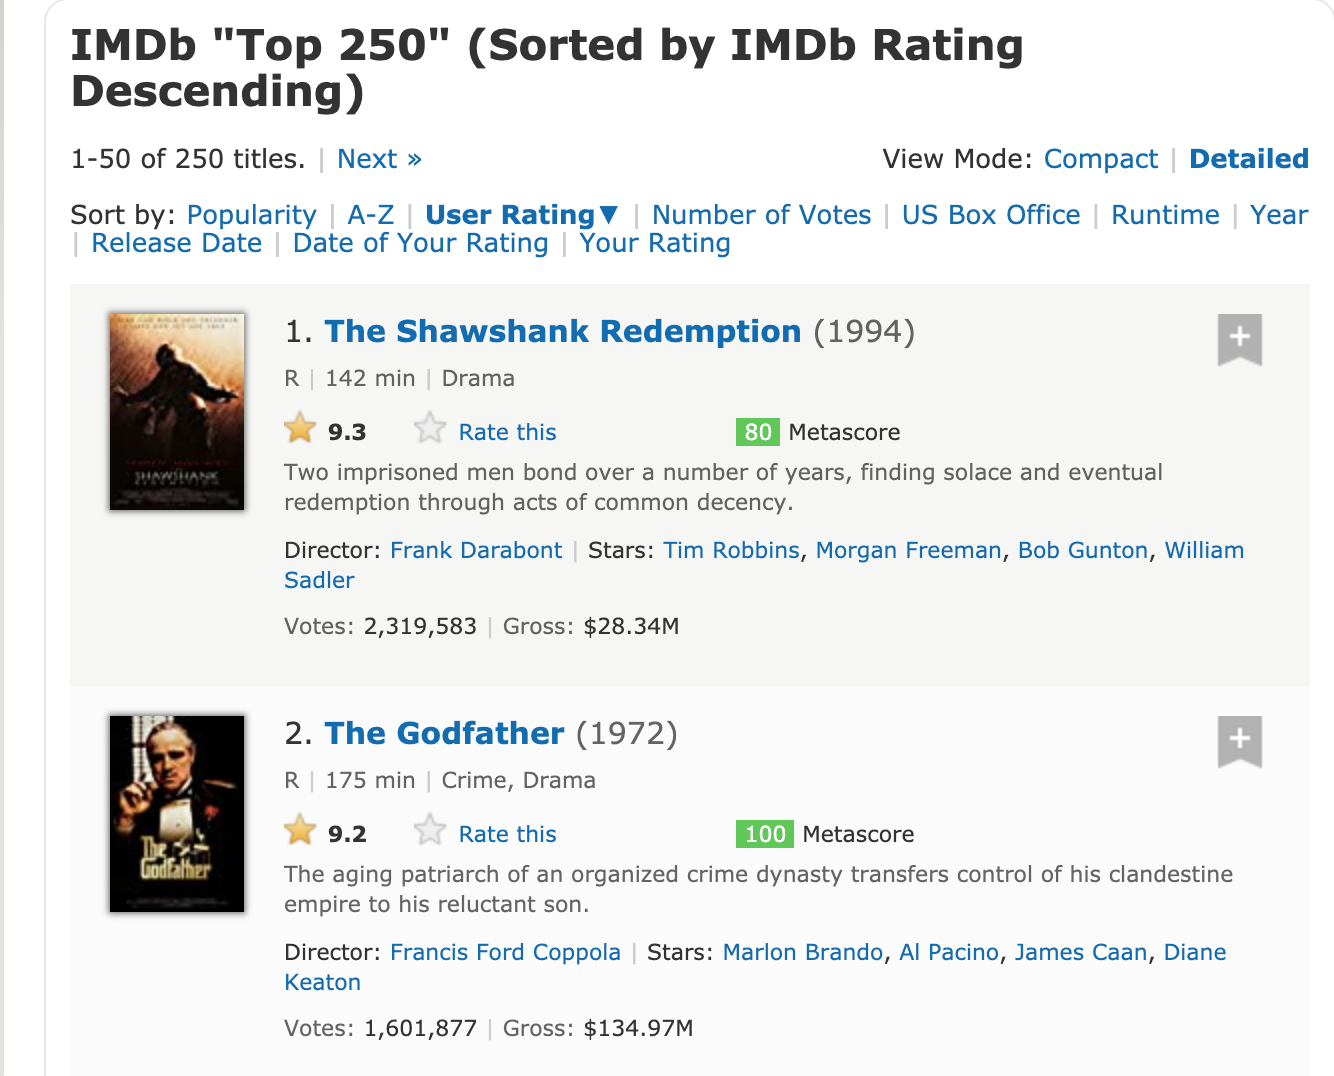 IMDb "Top 250" (Sorted by IMDb Rating
Descending)
1-50 of 250 titles. | Next » View Mode: Compact | Detailed
Sort by: Popularity | A-Z | User Rating▼ | Number of Votes | US Box Office | Runtime | Year
| Release Date | Date of Your Rating | Your Rating
SHAWSHANK
1. The Shawshank Redemption (1994)
R | 142 min | Drama
9.3 Rate this 80 Metascore
Two imprisoned men bond over a number of years, finding solace and eventual
redemption through acts of common decency.
Director: Frank Darabont | Stars: Tim Robbins, Morgan Freeman, Bob Gunton, William
Sadler
Votes: 2,319,583 | Gross: $28.34M
The
Godfather
2. The Godfather (1972)
R | 175 min | Crime, Drama
9.2 Rate this 100 Metascore
The aging patriarch of an organized crime dynasty transfers control of his clandestine
empire to his reluctant son.
Director: Francis Ford Coppola | Stars: Marlon Brando, Al Pacino, James Caan, Diane
Keaton
Votes: 1,601,877 | Gross: $134.97M